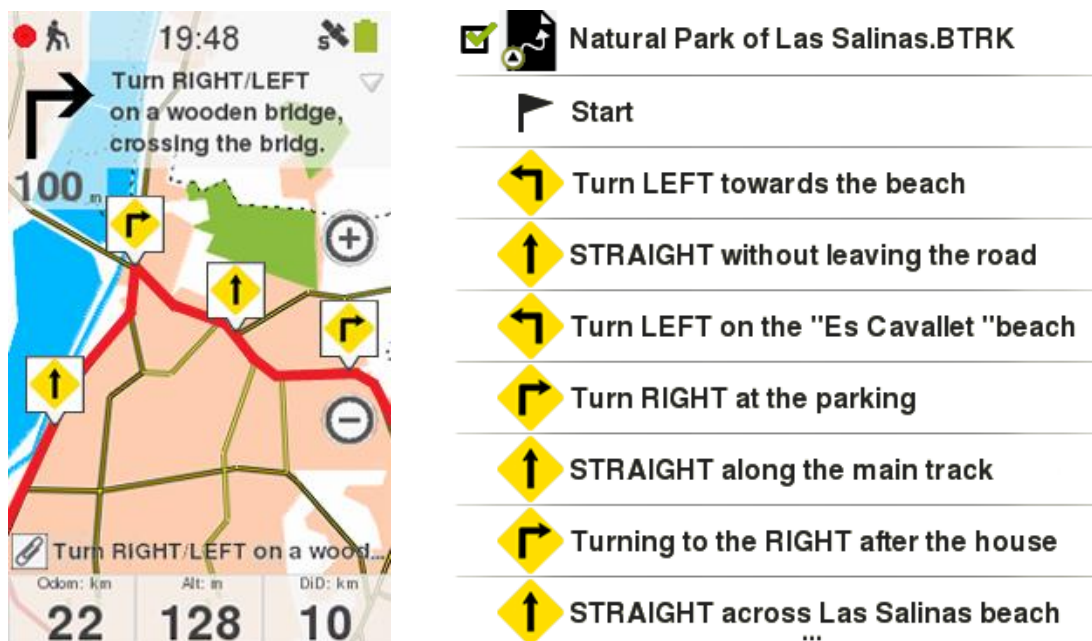 19:48
S
Turn RIGHT/LEFT
on a wooden bridge,
crossing the bridg.
100 m
Turn RIGHT/LEFT on a wood...
Odom: km
Alt: m
DiD: km
22
128
10
Natural Park of Las Salinas.BTRK
Start
Turn LEFT towards the beach
STRAIGHT without leaving the road
Turn LEFT on the "Es Cavallet "beach
Turn RIGHT at the parking
STRAIGHT along the main track
Turning to the RIGHT after the house
STRAIGHT across Las Salinas beach
...